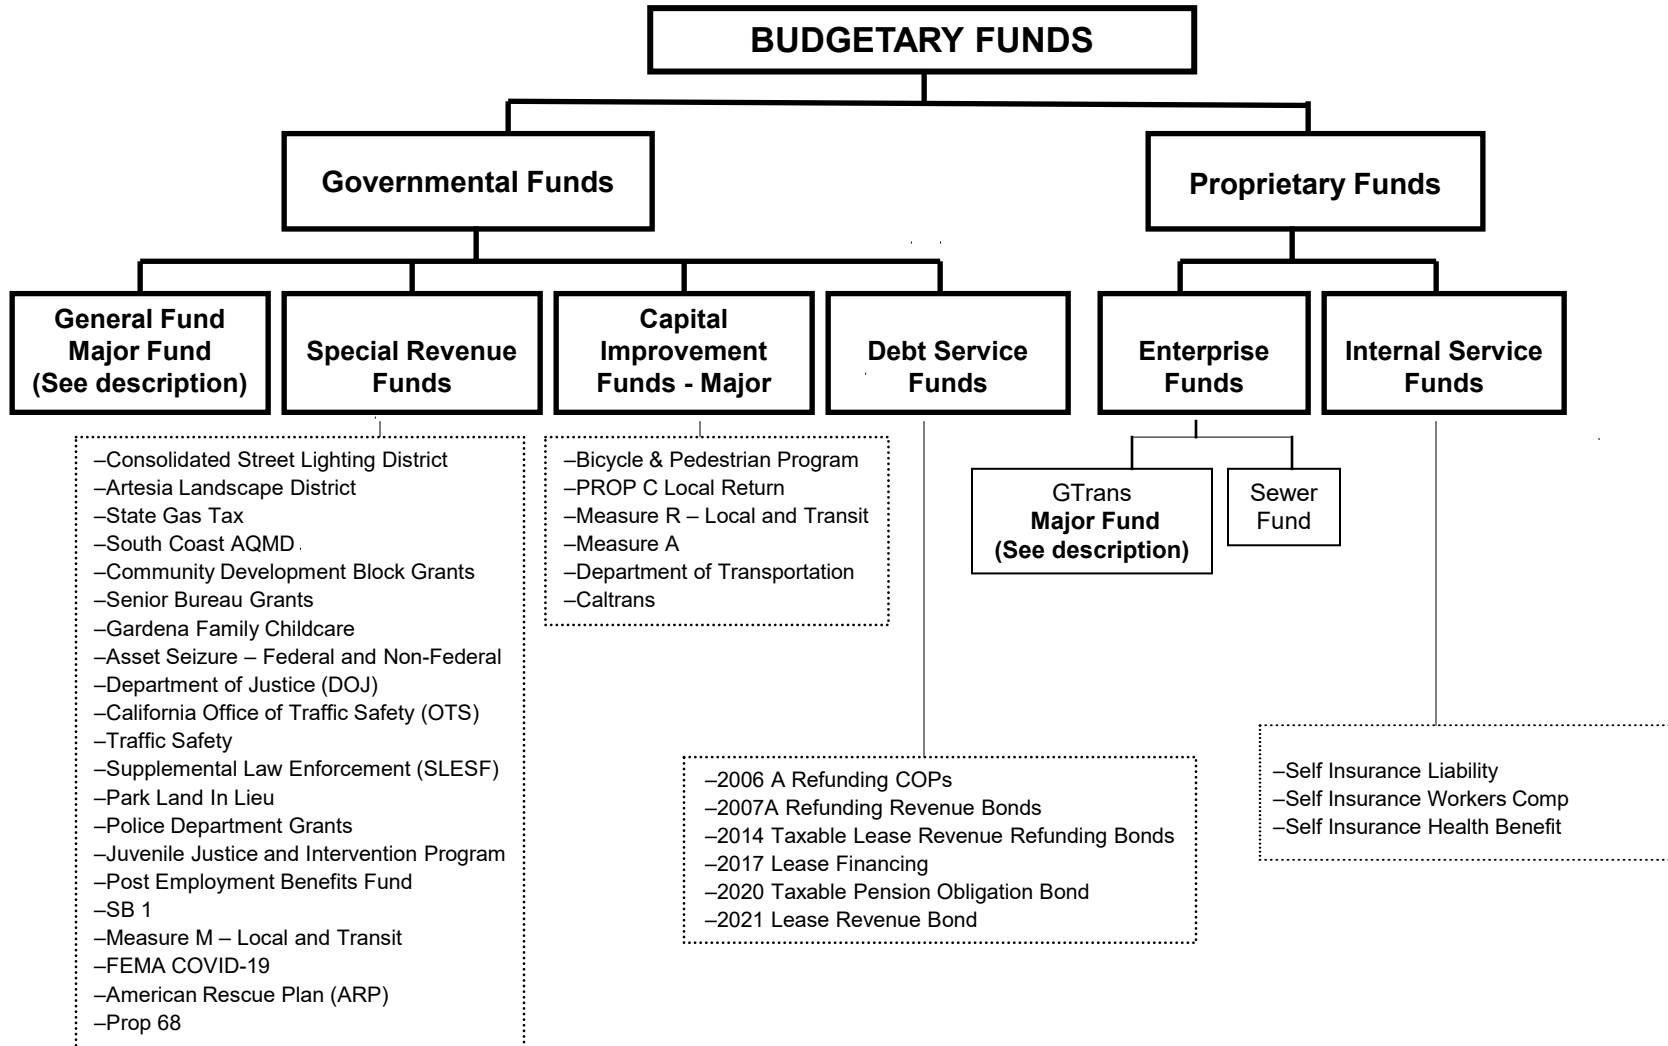 BUDGETARY FUNDS
Governmental Funds
Proprietary Funds
General Fund
Major Fund
(See description)
Special Revenue
Funds
Capital
Improvement
Funds - Major
Debt Service
Funds
Enterprise
Funds
Internal Service
Funds
–Consolidated Street Lighting District
–Artesia Landscape District
–State Gas Tax
–South Coast AQMD
–Community Development Block Grants
–Senior Bureau Grants
–Gardena Family Childcare
–Asset Seizure – Federal and Non-Federal
–Department of Justice (DOJ)
–California Office of Traffic Safety (OTS)
–Traffic Safety
–Supplemental Law Enforcement (SLESF)
–Park Land In Lieu
–Police Department Grants
–Juvenile Justice and Intervention Program
–Post Employment Benefits Fund
–SB 1
–Measure M – Local and Transit
–FEMA COVID-19
–American Rescue Plan (ARP)
–Prop 68
–Bicycle & Pedestrian Program
–PROP C Local Return
–Measure R – Local and Transit
–Measure A
–Department of Transportation
–Caltrans
–2006 A Refunding COPs
–2007A Refunding Revenue Bonds
–2014 Taxable Lease Revenue Refunding Bonds
–2017 Lease Financing
–2020 Taxable Pension Obligation Bond
–2021 Lease Revenue Bond
GTrans
Major Fund
(See description)
Sewer
Fund
–Self Insurance Liability
–Self Insurance Workers Comp
–Self Insurance Health Benefit